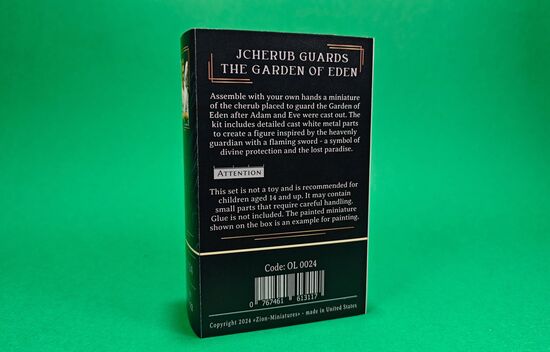 JCHERUB GUARDS
THE GARDEN OF EDEN
Assemble with your own hands a miniature
of the cherub placed to guard the Garden of
Eden after Adam and Eve were cast out. The
kit includes detailed cast white metal parts
to create a figure inspired by the heavenly
guardian with a flaming sword - a symbol of
divine protection and the lost paradise.
ATTENTION
This set is not a toy and is recommended for
children aged 14 and up. It may contain
small parts that require careful handling.
Glue is not included. The painted miniature
shown on the box is an example for painting.
Code: OL 0024
0 767461 613117
Copyright 2024 «Zion-Miniatures» - made in United States